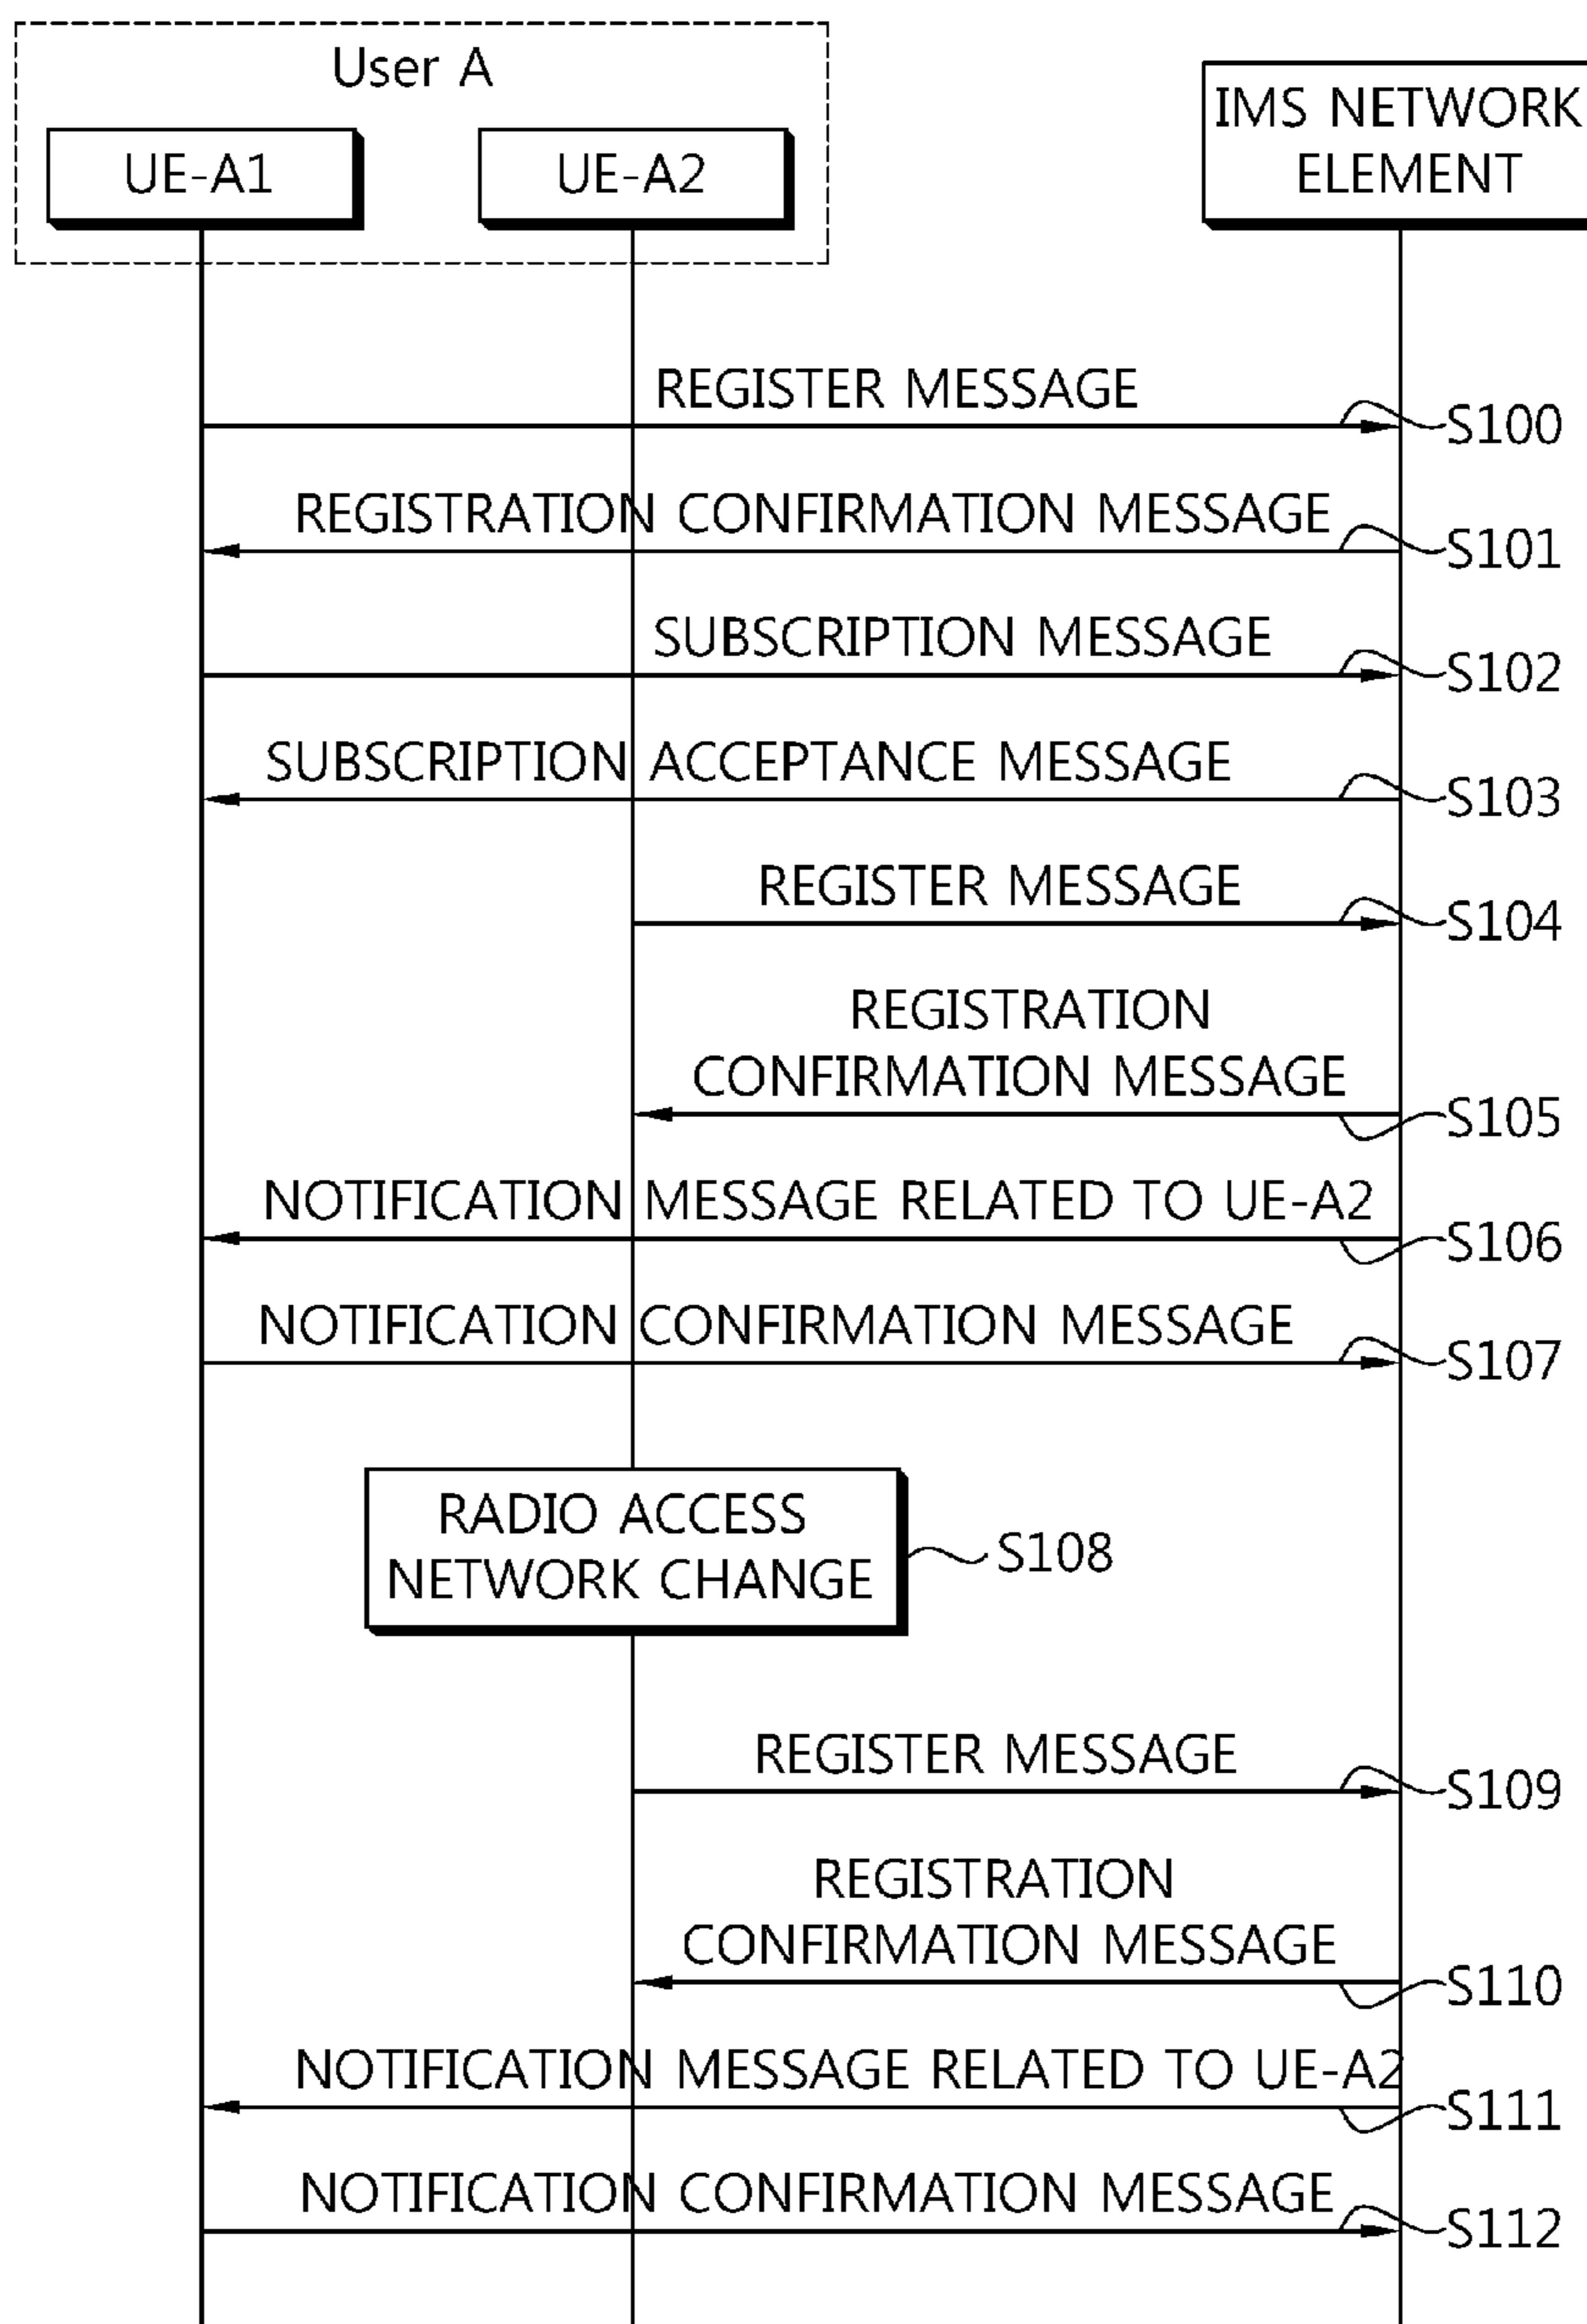 User A
UE-A1
UE-A2
IMS NETWORK
ELEMENT
REGISTER MESSAGE
S100
REGISTRATION CONFIRMATION MESSAGE
S101
SUBSCRIPTION MESSAGE
S102
SUBSCRIPTION ACCEPTANCE MESSAGE
S103
REGISTER MESSAGE
S104
REGISTRATION
CONFIRMATION MESSAGE
S105
NOTIFICATION MESSAGE RELATED TO UE-A2
S106
NOTIFICATION CONFIRMATION MESSAGE
S107
RADIO ACCESS
NETWORK CHANGE
S108
REGISTER MESSAGE
S109
REGISTRATION
CONFIRMATION MESSAGE
S110
NOTIFICATION MESSAGE RELATED TO UE-A2
S111
NOTIFICATION CONFIRMATION MESSAGE
S112